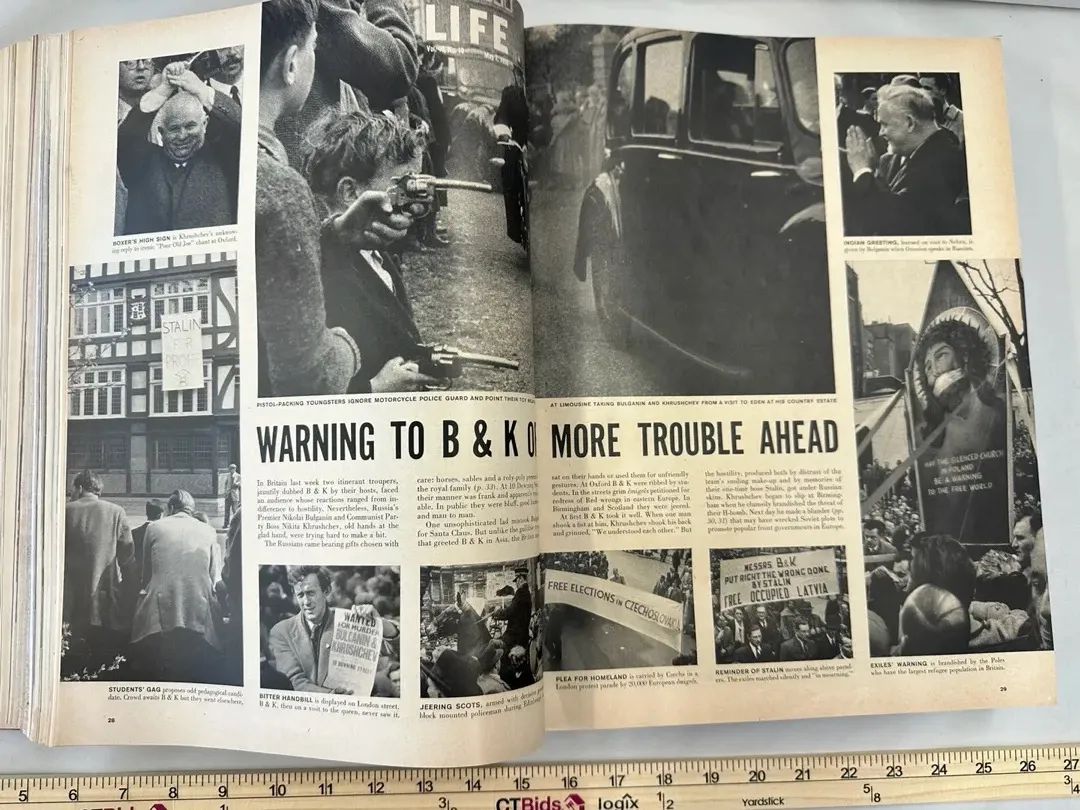 LIFE
BOXER'S HIGH SIGN is Khrushchev's unknow-
ing reply to ironic "Poor Old Joe" chant at Oxford.
STALIN
FOR
PROF
PISTOL-PACKING YOUNGSTERS IGNORE MOTORCYCLE POLICE GUARD AND POINT THEIR TOY
AT LIMOUSINE TAKING BULGANIN AND KHRUSHCHEV FROM A VISIT TO EDEN AT HIS COUNTRY ESTATE
INDIAN GREETING, learned on visit to Nehru, is
given by Bulganin when Oxonian speaks in Russian.
WARNING TO B & K O
MORE TROUBLE AHEAD
In Britain last week two itinerant troupers,
jauntily dubbed B & K by their hosts, faced
an audience whose reactions ranged from in-
difference to hostility. Nevertheless, Russia's
Premier Nikolai Bulganin and Communist Par-
ty Boss Nikita Khrushchev, old hands at the
glad hand, were trying hard to make a hit.
The Russians came bearing gifts chosen with
care: horses, sables and a roly-poly
the royal family (p. 33). At 10
their manner was frank and
able. In public they were bluff, good
and man to man.
One unsophisticated lad mistook
for Santa Claus. But unlike the
that greeted B & K in Asia, the
sat on their hands or used them for unfriendly
gestures. At Oxford B & K were ribbed by stu-
dents. In the streets grim émigrés petitioned for
redress of Red wrongs in eastern Europe. In
Birmingham and Scotland they were jeered.
At first B & K took it well. When one man
shook a fist at him, Khrushchev shook his back
and grinned, "We understood each other." But
the hostility, produced both by distrust of the
team's smiling make-up and by memories of
their one-time boss Stalin, got under Russian
skins. Khrushchev began to slip at Birming-
ham when he clumsily brandished the threat of
their H-bomb. Next day he made a blunder (pp.
30, 31) that may have wrecked Soviet plots to
promote popular front governments in Europe.
WANTED
FOR MURDER
BULGANIN &
KHRUSHCHEV
10 DOWNING STREET
FREE ELECTIONS in CZECHOSLOVAKIA
MESSRS B&K
PUT RIGHT THE WRONG DONE
BY STALIN
FREE OCCUPIED LATVIA
MAY THE SILENCED CHURCH
IN POLAND
BE A WARNING
TO THE FREE WORLD
STUDENTS' GAG proposes odd pedagogical candi-
date. Crowd awaits B & K but they went elsewhere.
BITTER HANDBILL is displayed on London street.
B & K, then on a visit to the queen, never saw it.
JEERING SCOTS, armed with
block mounted policeman during
PLEA FOR HOMELAND is carried by Czechs in a
London protest parade by 20,000 European émigrés.
REMINDER OF STALIN moves along above parad-
ers. The exiles marched silently and "in mourning."
EXILES' WARNING is brandished by the Poles
who have the largest refugee population in Britain.
28
29
5 6 7 8 9 10 11 12 13 14 15 16 17 18 19 20 21 22 23 24 25 26 27
CTBids logix 1/2 Yardstick 5/8 3/4